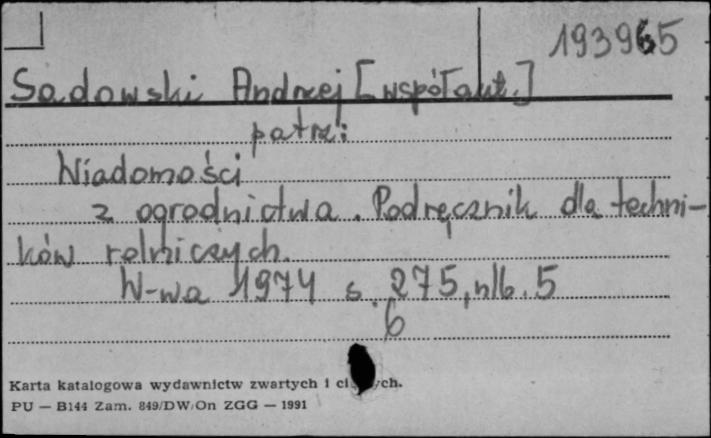 193965
Sadowski Andrzej [współaut.]
patrz:
Wiadomości
z ogrodnictwa. Podręcznik dla techni-
ków rolniczych.
W-wa 1974 s. 275, nlb. 5
6
Karta katalogowa wydawnictw zwartych i ych.
PU — B144 Zam. 849/DW/On ZGG — 1991